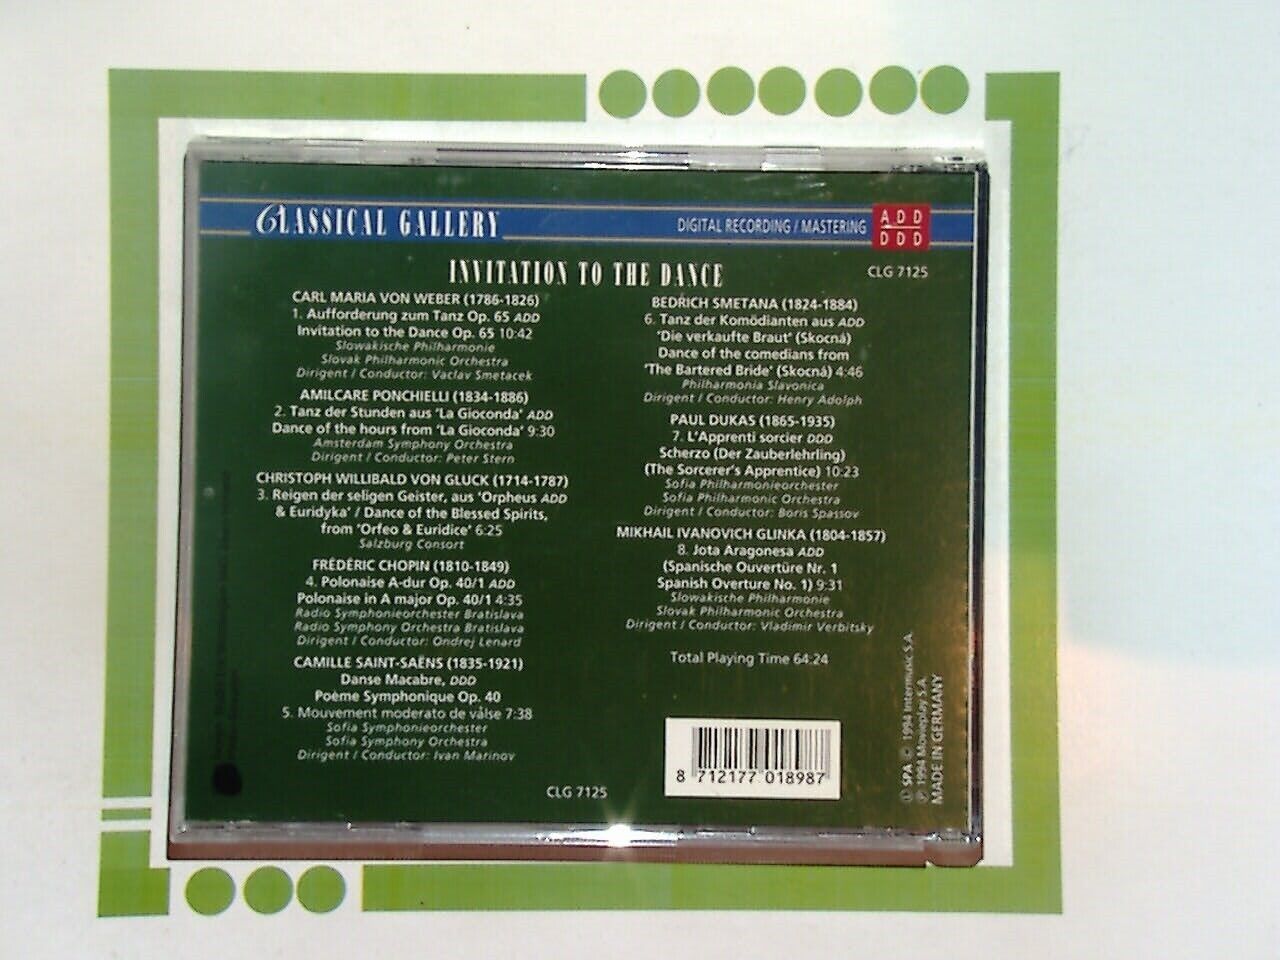 CLASSICAL GALLERY
DIGITAL RECORDING / MASTERING
ADD
DDD
INVITATION TO THE DANCE
CLG 7125
CARL MARIA VON WEBER (1786-1826)
1. Aufforderung zum Tanz Op. 65 ADD
Invitation to the Dance Op. 65 10:42
Slowakische Philharmonie
Slovak Philharmonic Orchestra
Dirigent / Conductor: Vaclav Smetacek
AMILCARE PONCHIELLI (1834-1886)
2. Tanz der Stunden aus 'La Gioconda' ADD
Dance of the hours from 'La Gioconda' 9:30
Amsterdam Symphony Orchestra
Dirigent / Conductor: Peter Stern
CHRISTOPH WILLIBALD VON GLUCK (1714-1787)
3. Reigen der seligen Geister, aus 'Orpheus ADD
& Euridyka' / Dance of the Blessed Spirits,
from 'Orfeo & Euridice' 6:25
Salzburg Consort
FRÉDÉRIC CHOPIN (1810-1849)
4. Polonaise A-dur Op. 40/1 ADD
Polonaise in A major Op. 40/1 4:35
Radio Symphonieorchester Bratislava
Radio Symphony Orchestra Bratislava
Dirigent / Conductor: Ondrej Lenard
CAMILLE SAINT-SAËNS (1835-1921)
Danse Macabre, DDD
Poème Symphonique Op. 40
5. Mouvement moderato de válse 7:38
Sofia Symphonieorchester
Sofia Symphony Orchestra
Dirigent / Conductor: Ivan Marinov
BEDRICH SMETANA (1824-1884)
6. Tanz der Komödianten aus ADD
'Die verkaufte Braut' (Skocná)
Dance of the comedians from
'The Bartered Bride' (Skocná) 4:46
Philharmonia Slavonica
Dirigent / Conductor: Henry Adolph
PAUL DUKAS (1865-1935)
7. L'Apprenti sorcier DDD
Scherzo (Der Zauberlehrling)
(The Sorcerer's Apprentice) 10:23
Sofia Philharmonieorchester
Sofia Philharmonic Orchestra
Dirigent / Conductor: Boris Spassov
MIKHAIL IVANOVICH GLINKA (1804-1857)
8. Jota Aragonesa ADD
(Spanische Ouvertüre Nr. 1
Spanish Overture No. 1) 9:31
Slowakische Philharmonie
Slovak Philharmonic Orchestra
Dirigent / Conductor: Vladimir Verbitsky
Total Playing Time 64:24
8 712177 018987
CLG 7125
SPA © 1994 Intermusic S.A.
℗ 1994 Movieplay S.A.
MADE IN GERMANY